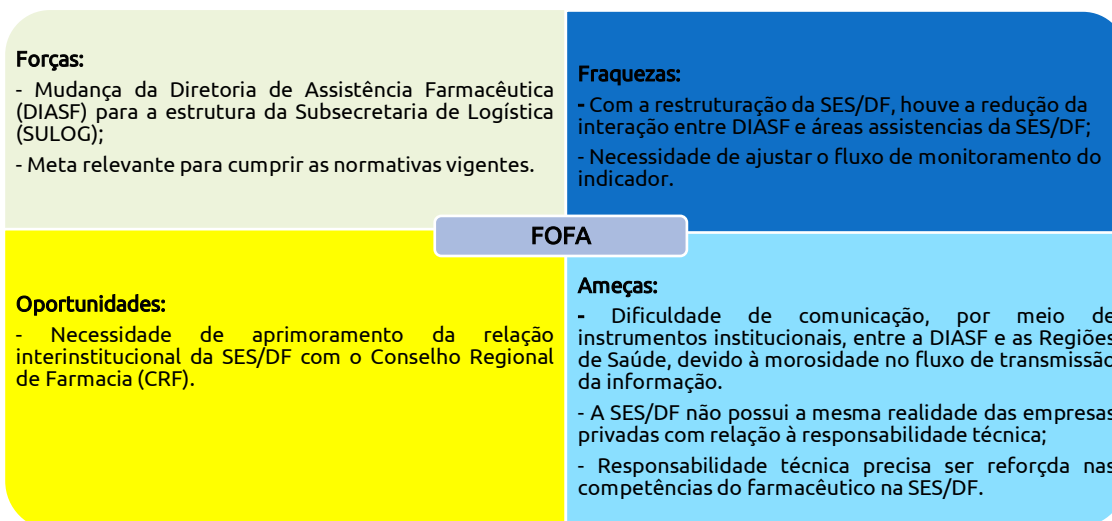 Forças:
- Mudança da Diretoria de Assistência Farmacêutica
(DIASF) para a estrutura da Subsecretaria de Logística
(SULOG);
- Meta relevante para cumprir as normativas vigentes.
Fraquezas:
- Com a restruturação da SES/DF, houve a redução da
interação entre DIASF e áreas assistencias da SES/DF;
- Necessidade de ajustar o fluxo de monitoramento do
indicador.
FOFA
Oportunidades:
- Necessidade de aprimoramento da relação
interinstitucional da SES/DF com o Conselho Regional
de Farmacia (CRF).
Ameças:
- Dificuldade de comunicação, por meio de
instrumentos institucionais, entre a DIASF e as Regiões
de Saúde, devido à morosidade no fluxo de transmissão
da informação.
- A SES/DF não possui a mesma realidade das empresas
privadas com relação à responsabilidade técnica;
- Responsabilidade técnica precisa ser reforçda nas
competências do farmacêutico na SES/DF.